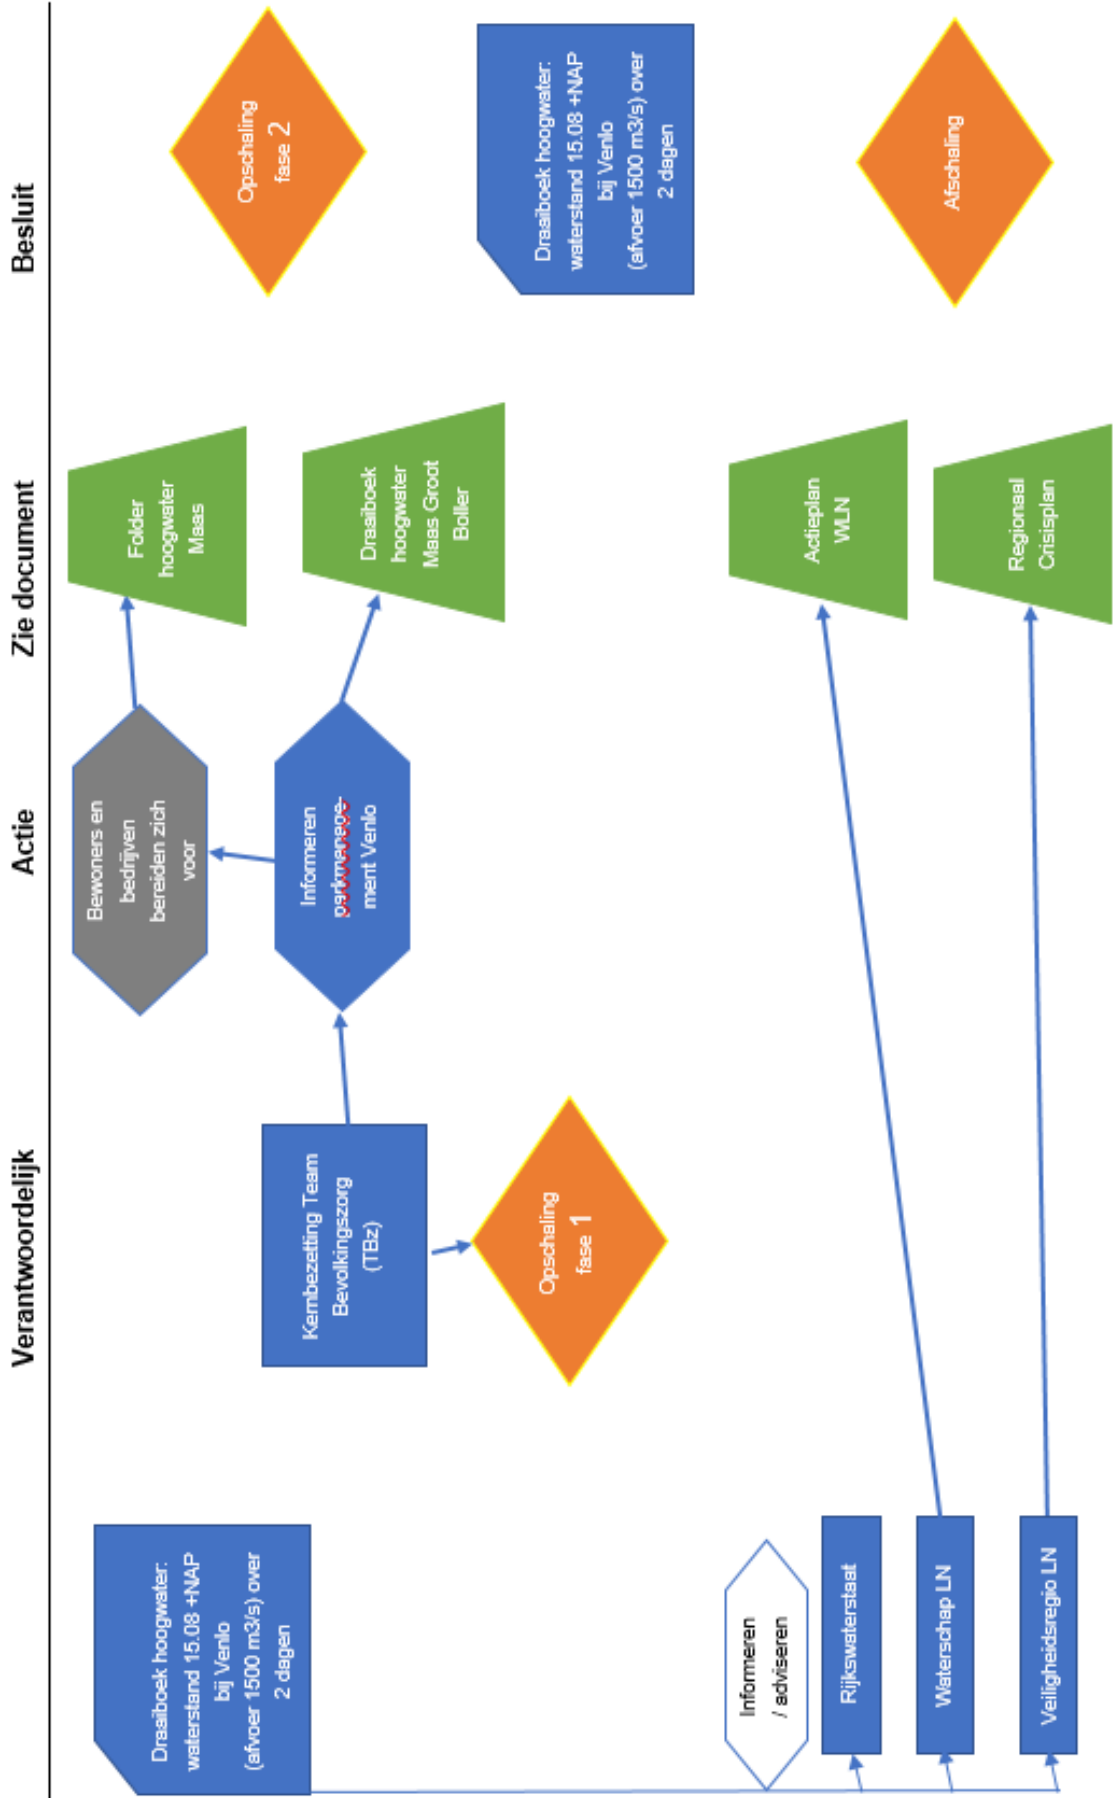 Verantwoordelijk
Actie
Zie document
Besluit
Draaiboek hoogwater:
waterstand 15.08 +NAP
bij Venlo
(afvoer 1500 m3/s) over
2 dagen
Kernbezetting Team
Bevolkingszorg
(TBz)
Opschaling
fase 1
Bewoners en
bedrijven
bereiden zich
voor
Informeren
parkmanage-
ment Venlo
Folder
hoogwater
Maas
Draaiboek
hoogwater
Maas Groot
Boller
Opschaling
fase 2
Draaiboek hoogwater:
waterstand 15.08 +NAP
bij Venlo
(afvoer 1500 m3/s) over
2 dagen
Informeren
/ adviseren
Rijkswaterstaat
Waterschap LN
Veiligheidsregio LN
Actieplan
WLN
Regionaal
Crisisplan
Afschaling